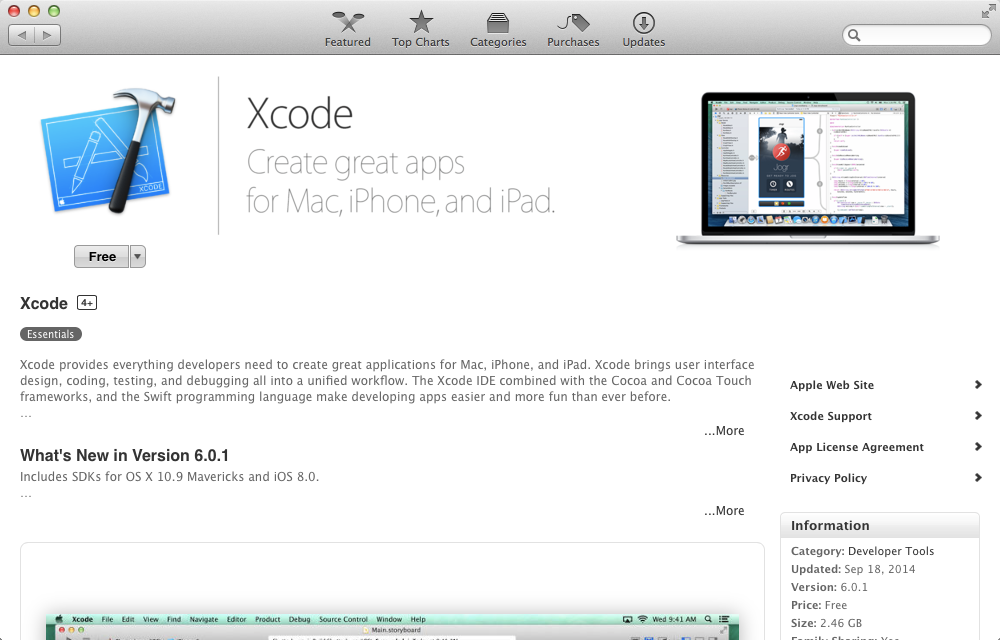 Featured
Top Charts
Categories
Purchases
Updates
XCODE
Xcode
Create great apps
for Mac, iPhone, and iPad.
Jogr
Free
Xcode 4+
Essentials
Xcode provides everything developers need to create great applications for Mac, iPhone, and iPad. Xcode brings user interface
design, coding, testing, and debugging all into a unified workflow. The Xcode IDE combined with the Cocoa and Cocoa Touch
frameworks, and the Swift programming language make developing apps easier and more fun than ever before.
...
...More
What's New in Version 6.0.1
Includes SDKs for OS X 10.9 Mavericks and iOS 8.0.
...
...More
Apple Web Site
Xcode Support
App License Agreement
Privacy Policy
Information
Category: Developer Tools
Updated: Sep 18, 2014
Version: 6.0.1
Price: Free
Size: 2.46 GB
Family Sharing: Yes
Xcode File Edit View Find Navigate Editor Product Debug Source Control Window Help Wed 9:41 AM
Main.storyboard